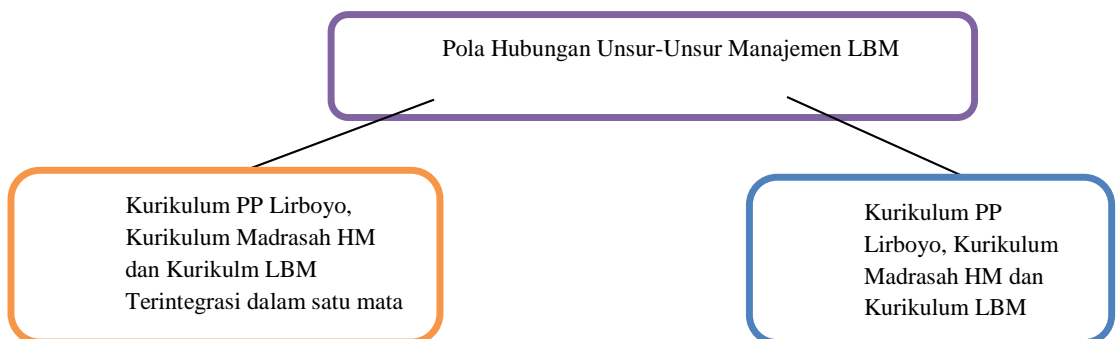 Pola Hubungan Unsur-Unsur Manajemen LBM
Kurikulum PP Lirboyo,
Kurikulum Madrasah HM
dan Kurikulm LBM
Terintegrasi dalam satu mata
Kurikulum PP
Lirboyo, Kurikulum
Madrasah HM dan
Kurikulum LBM